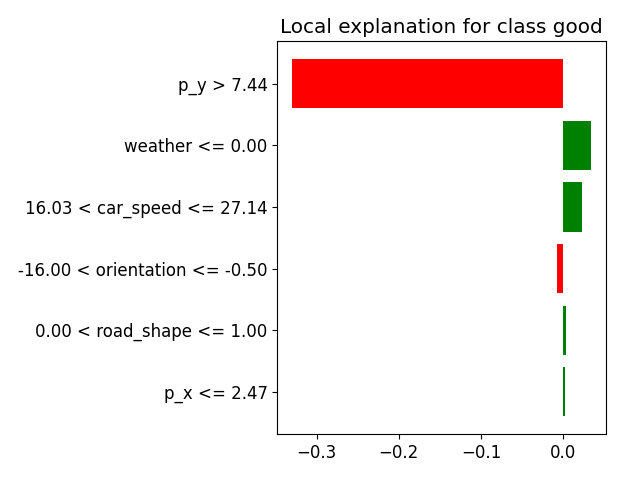 Local explanation for class good
p_y > 7.44
weather <= 0.00
16.03 < car_speed <= 27.14
-16.00 < orientation <= -0.50
0.00 < road_shape <= 1.00
p_x <= 2.47
−0.3 −0.2 −0.1 0.0